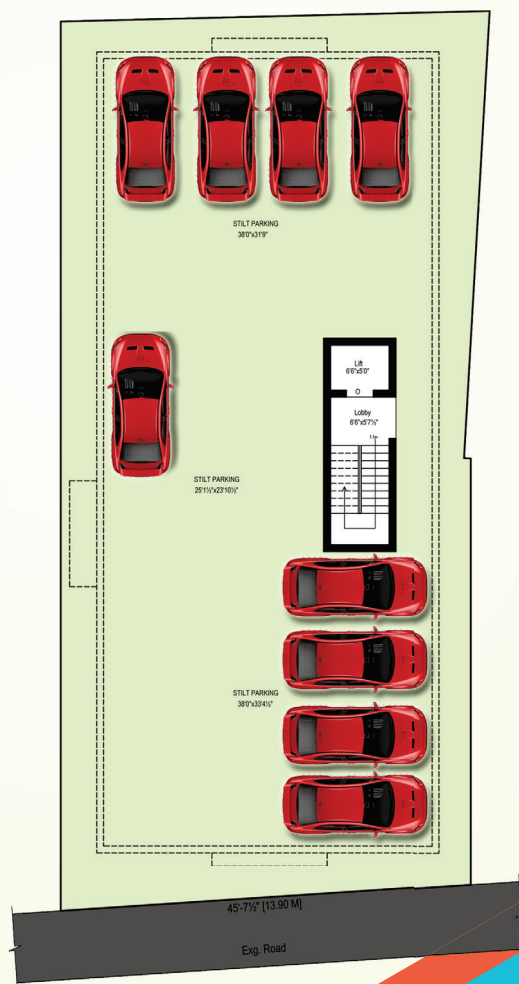 STILT PARKING
38'0"x31'9"
Lift
6'6"x5'0"
Lobby
6'6"x5'7½"
STILT PARKING
25'1½"x23'10½"
STILT PARKING
38'0"x33'4½"
45'-7½" [13.90 M]
Exg. Road